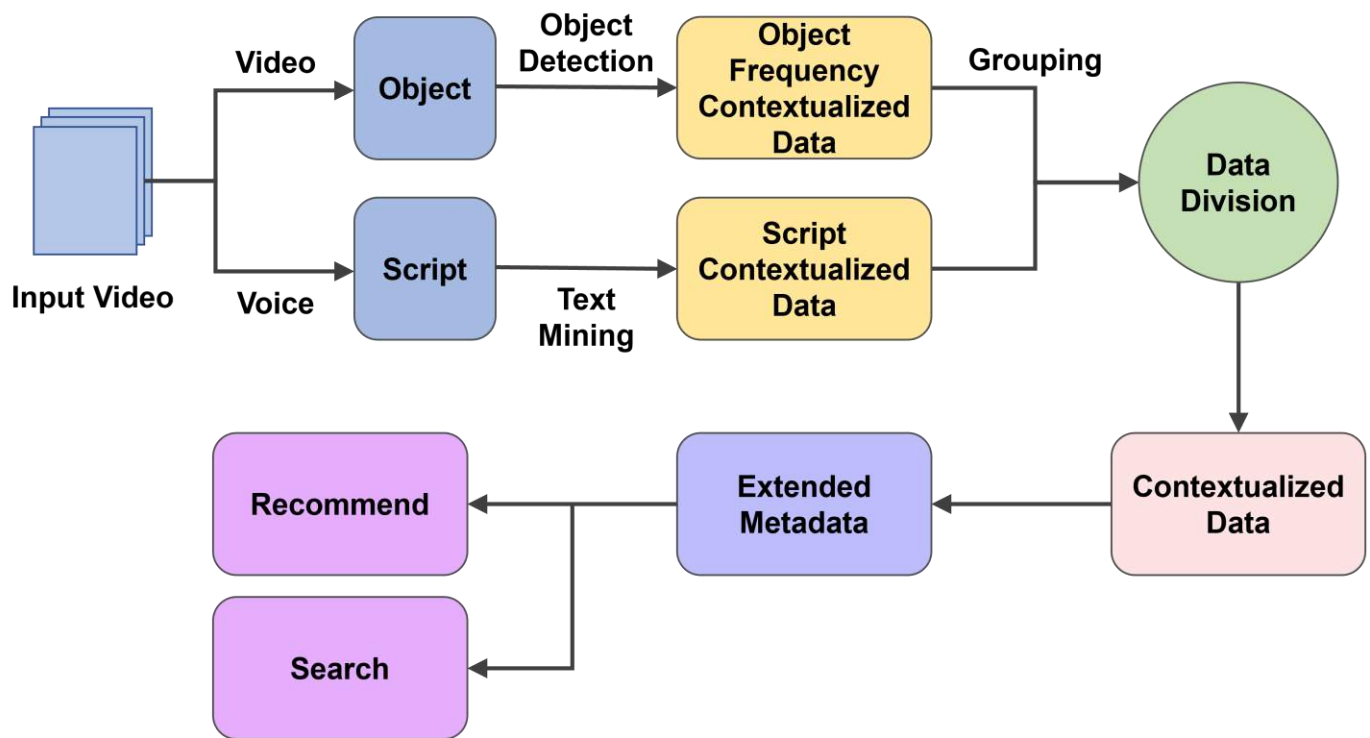 Video
Object
Object
Detection
Object
Frequency
Contextualized
Data
Grouping
Data
Division
Input Video
Voice
Script
Text
Mining
Script
Contextualized
Data
Recommend
Extended
Metadata
Contextualized
Data
Search